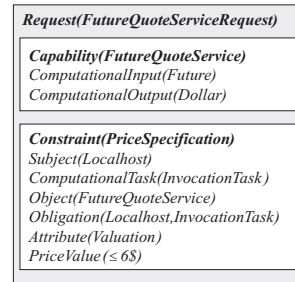 Request(FutureQuoteServiceRequest)
Capability(FutureQuoteService)
ComputationalInput(Future)
ComputationalOutput(Dollar)
Constraint(PriceSpecification)
Subject(Localhost)
ComputationalTask(InvocationTask)
Object(FutureQuoteService)
Obligation(Localhost,InvocationTask)
Attribute(Valuation)
PriceValue(≤ 6$)